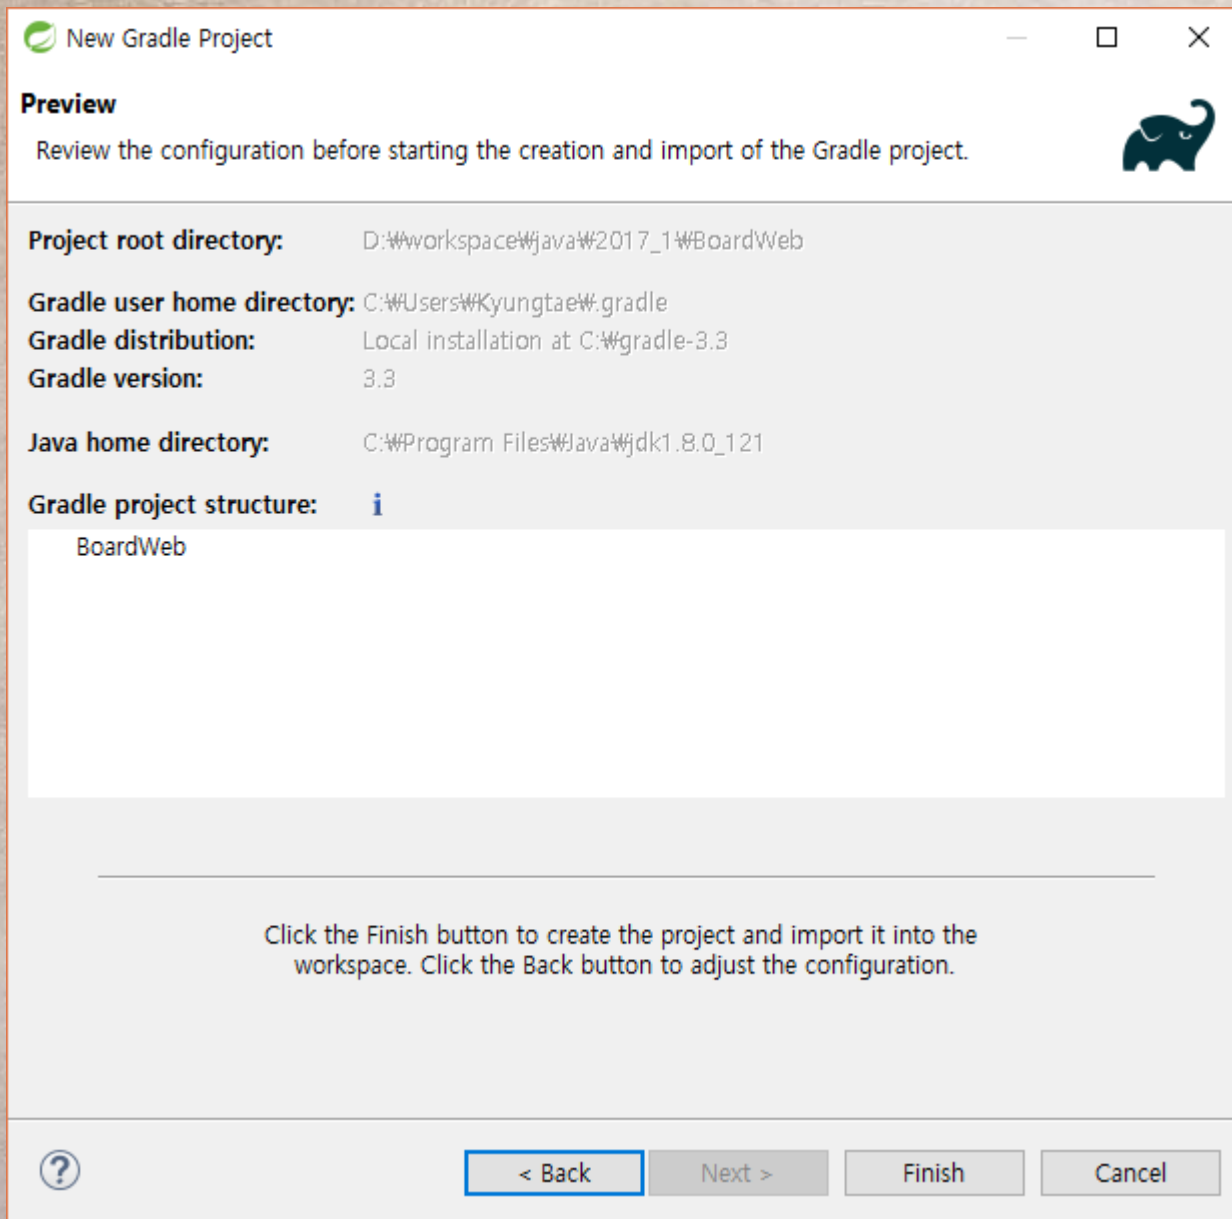 New Gradle Project
Preview
Review the configuration before starting the creation and import of the Gradle project.
Project root directory: D:₩workspace₩java₩2017_1₩BoardWeb
Gradle user home directory: C:₩Users₩Kyungtae₩.gradle
Gradle distribution: Local installation at C:₩gradle-3.3
Gradle version: 3.3
Java home directory: C:₩Program Files₩Java₩jdk1.8.0_121
Gradle project structure: i
BoardWeb
Click the Finish button to create the project and import it into the
workspace. Click the Back button to adjust the configuration.
? < Back Next > Finish Cancel